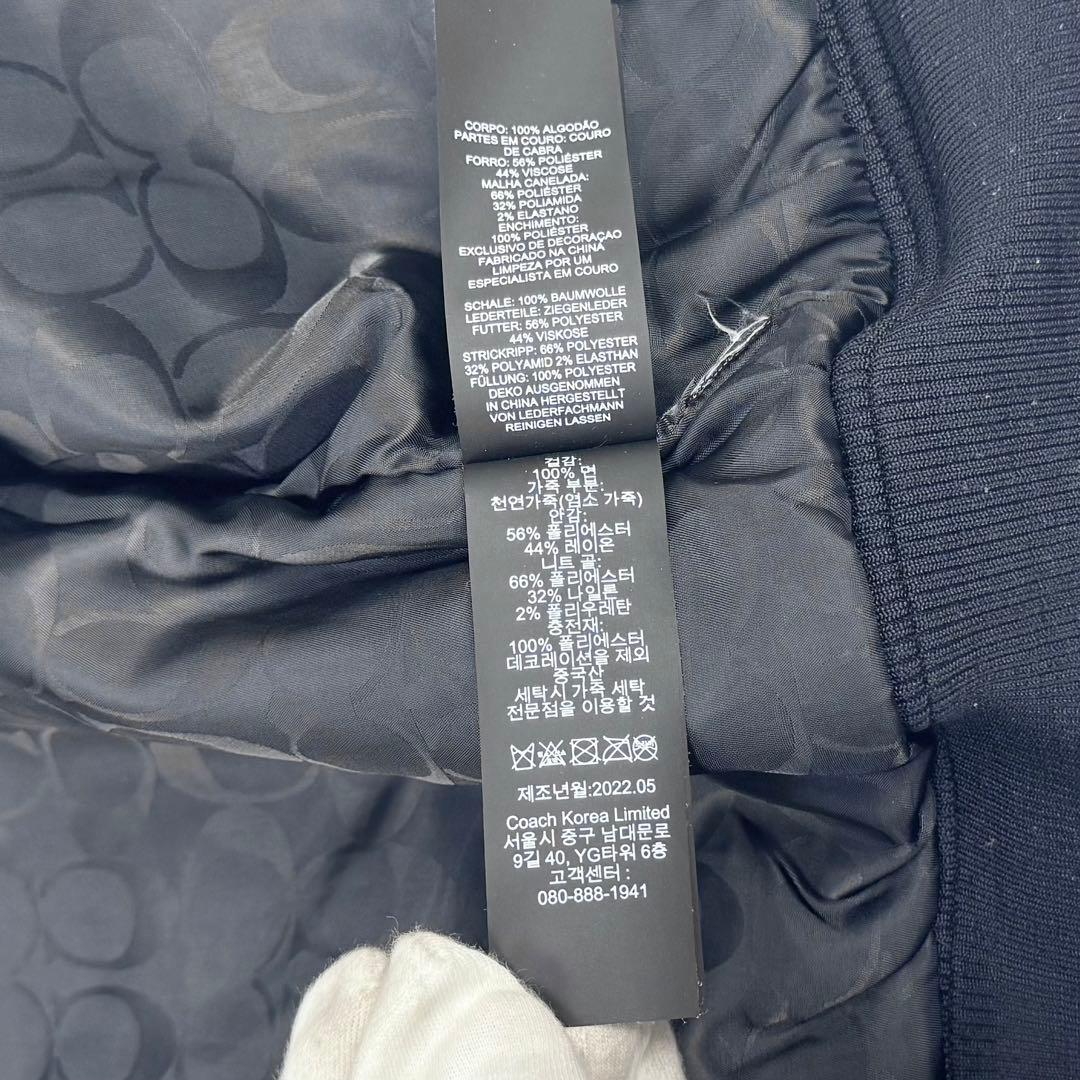 CORPO: 100% ALGODÃO
PARTES EM COURO: COURO
DE CABRA
FORRO: 56% POLIÉSTER
44% VISCOSE
MALHA CANELADA:
66% POLIÉSTER
32% POLIAMIDA
2% ELASTANO
ENCHIMENTO:
100% POLIÉSTER
EXCLUSIVO DE DECORAÇAO
FABRICADO NA CHINA
LIMPEZA POR UM
ESPECIALISTA EM COURO
SCHALE: 100% BAUMWOLLE
LEDERTEILE: ZIEGENLEDER
FUTTER: 56% POLYESTER
44% VISKOSE
STRICKRIPP: 66% POLYESTER
32% POLYAMID 2% ELASTHAN
FÜLLUNG: 100% POLYESTER
DEKO AUSGENOMMEN
IN CHINA HERGESTELLT
VON LEDERFACHMANN
REINIGEN LASSEN
겉감:
100% 면
가죽 부분:
천연가죽(염소 가죽)
안감:
56% 폴리에스터
44% 레이온
니트 골:
66% 폴리에스터
32% 나일론
2% 폴리우레탄
충전재:
100% 폴리에스터
데코레이션을 제외
중국산
세탁시 가죽 세탁
전문점을 이용할 것
제조년월:2022.05
Coach Korea Limited
서울시 중구 남대문로
9길 40, YG타워 6층
고객센터 :
080-888-1941